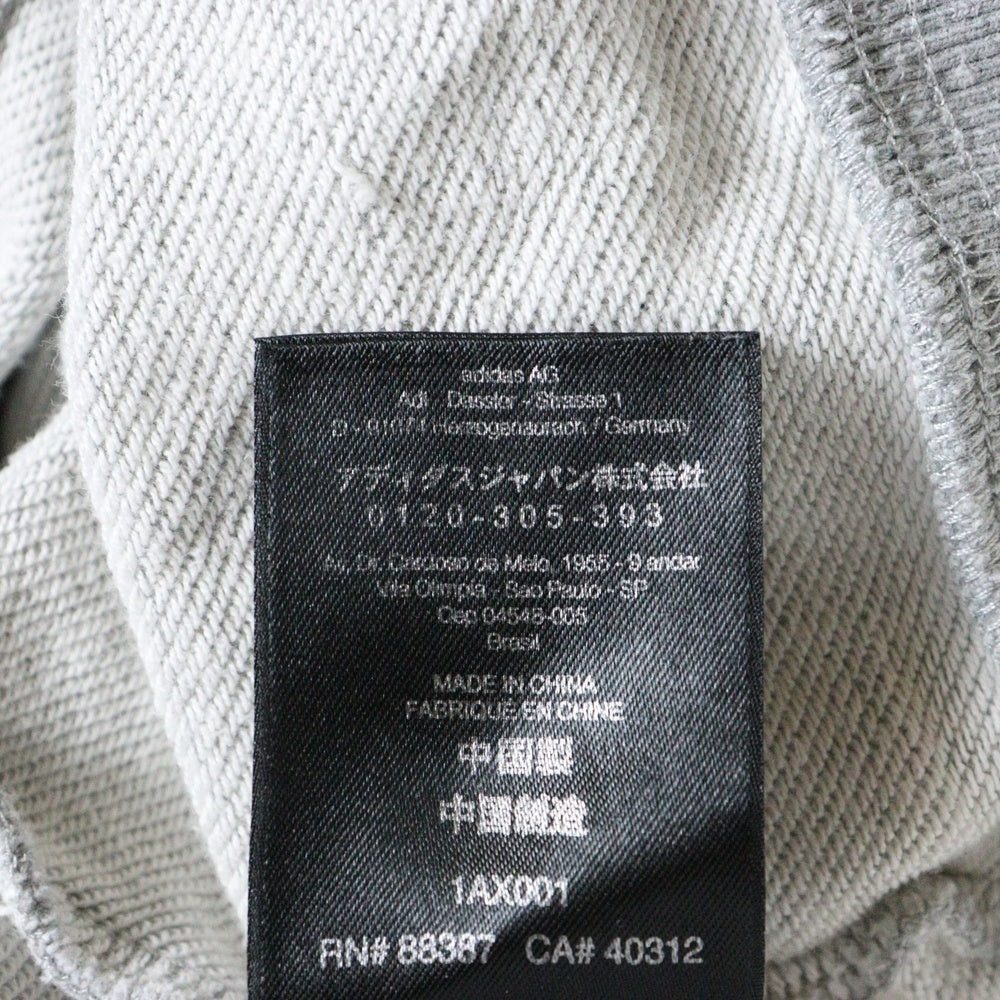 adidas AG
Adi - Dassler - Strasse 1
D - 91074 Herzogenaurach / Germany
アディダスジャパン株式会社
0120-305-393
Av. Dr. Cardoso de Melo, 1955 - 9 andar
Vila Olimpia - Sao Paulo - SP
Cep 04548-005
Brasil
MADE IN CHINA
FABRIQUE EN CHINE
中国製
中國製造
1AX001
RN# 88387 CA# 40312